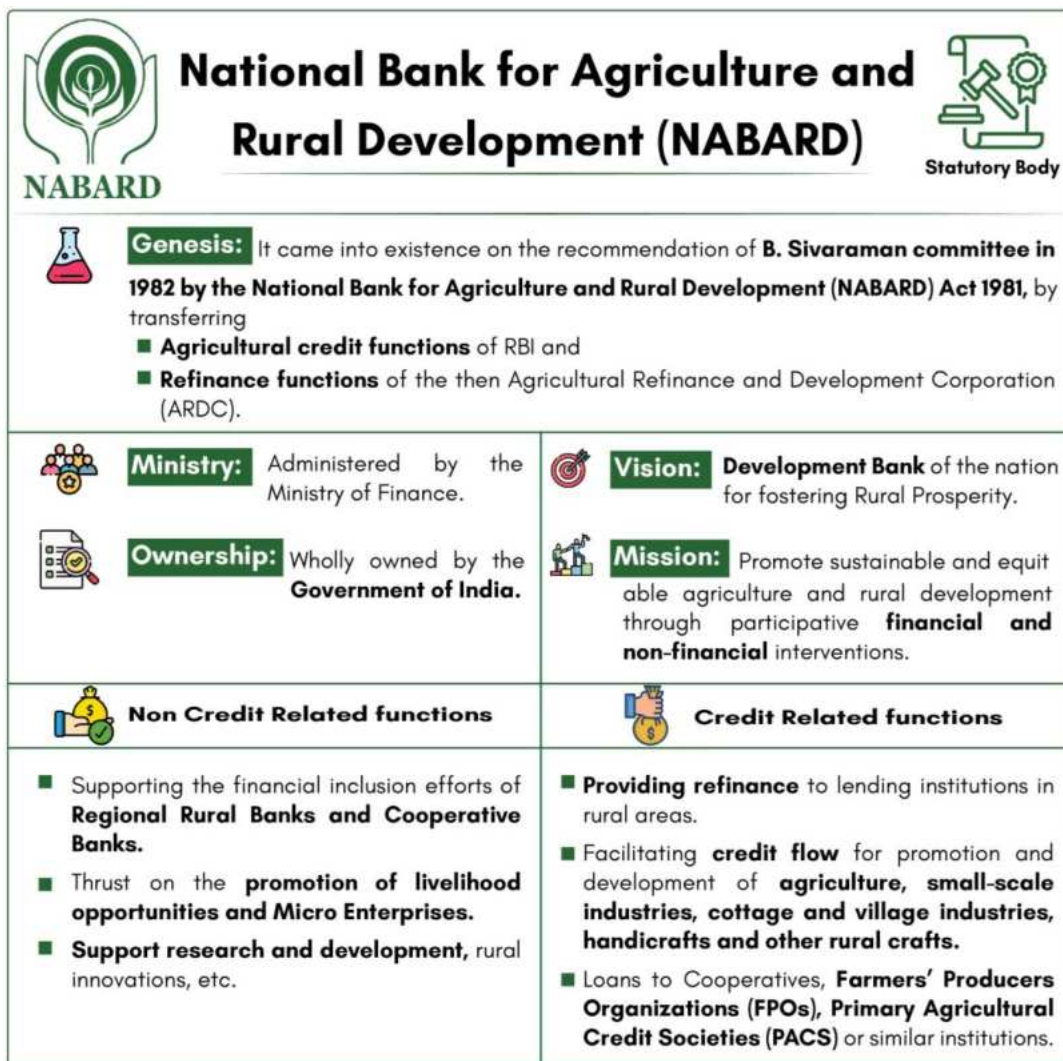 National Bank for Agriculture and
Rural Development (NABARD)
NABARD
Statutory Body
Genesis: It came into existence on the recommendation of B. Sivaraman committee in
1982 by the National Bank for Agriculture and Rural Development (NABARD) Act 1981, by
transferring
■ Agricultural credit functions of RBI and
■ Refinance functions of the then Agricultural Refinance and Development Corporation
(ARDC).
Ministry: Administered by the
Ministry of Finance.
Ownership: Wholly owned by the
Government of India.
Vision: Development Bank of the nation
for fostering Rural Prosperity.
Mission: Promote sustainable and equit
able agriculture and rural development
through participative financial and
non-financial interventions.
Non Credit Related functions
■ Supporting the financial inclusion efforts of
Regional Rural Banks and Cooperative
Banks.
■ Thrust on the promotion of livelihood
opportunities and Micro Enterprises.
■ Support research and development, rural
innovations, etc.
Credit Related functions
■ Providing refinance to lending institutions in
rural areas.
■ Facilitating credit flow for promotion and
development of agriculture, small-scale
industries, cottage and village industries,
handicrafts and other rural crafts.
■ Loans to Cooperatives, Farmers' Producers
Organizations (FPOs), Primary Agricultural
Credit Societies (PACS) or similar institutions.